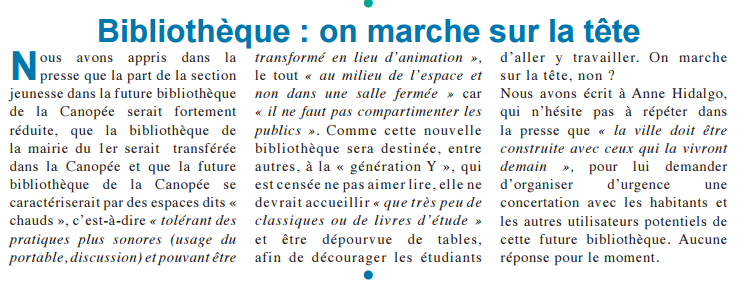 Bibliothèque : on marche sur la tête
Nous avons appris dans la
presse que la part de la section
jeunesse dans la future bibliothèque
de la Canopée serait fortement
réduite, que la bibliothèque de
la mairie du 1er serait transférée
dans la Canopée et que la future
bibliothèque de la Canopée se
caractériserait par des espaces dits «
chauds », c'est-à-dire « tolérant des
pratiques plus sonores (usage du
portable, discussion) et pouvant être
transformé en lieu d'animation »,
le tout « au milieu de l'espace et
non dans une salle fermée » car
« il ne faut pas compartimenter les
publics ». Comme cette nouvelle
bibliothèque sera destinée, entre
autres, à la « génération Y », qui
est censée ne pas aimer lire, elle ne
devrait accueillir « que très peu de
classiques ou de livres d'étude »
et être dépourvue de tables,
afin de décourager les étudiants
d'aller y travailler. On marche
sur la tête, non ?
Nous avons écrit à Anne Hidalgo,
qui n'hésite pas à répéter dans
la presse que « la ville doit être
construite avec ceux qui la vivront
demain », pour lui demander
d'organiser d'urgence une
concertation avec les habitants et
les autres utilisateurs potentiels de
cette future bibliothèque. Aucune
réponse pour le moment.